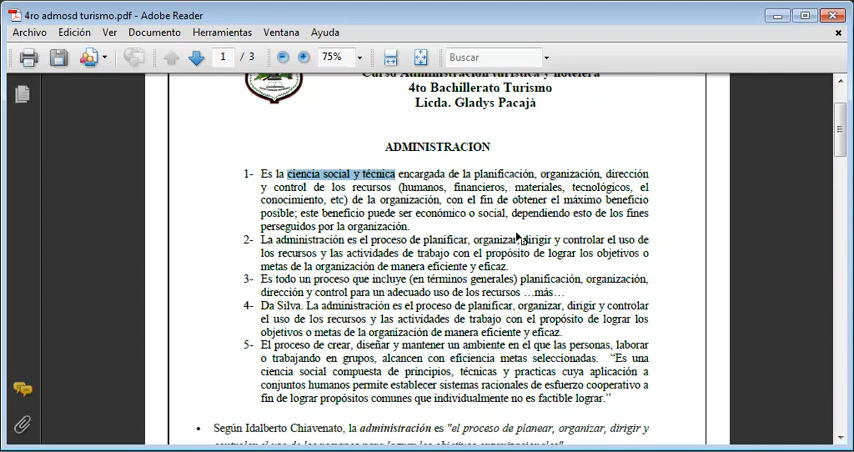 4ro admosd turismo.pdf - Adobe Reader
Archivo Edición Ver Documento Herramientas Ventana Ayuda
1 / 3 75% Buscar
Curso Administración turística y hotelera
4to Bachillerato Turismo
Licda. Gladys Pacajà
ADMINISTRACION
1- Es la ciencia social y técnica encargada de la planificación, organización, dirección
y control de los recursos (humanos, financieros, materiales, tecnológicos, el
conocimiento, etc) de la organización, con el fin de obtener el máximo beneficio
posible; este beneficio puede ser económico o social, dependiendo esto de los fines
perseguidos por la organización.
2- La administración es el proceso de planificar, organizar, dirigir y controlar el uso de
los recursos y las actividades de trabajo con el propósito de lograr los objetivos o
metas de la organización de manera eficiente y eficaz.
3- Es todo un proceso que incluye (en términos generales) planificación, organización,
dirección y control para un adecuado uso de los recursos …más…
4- Da Silva. La administración es el proceso de planificar, organizar, dirigir y controlar
el uso de los recursos y las actividades de trabajo con el propósito de lograr los
objetivos o metas de la organización de manera eficiente y eficaz.
5- El proceso de crear, diseñar y mantener un ambiente en el que las personas, laborar
o trabajando en grupos, alcancen con eficiencia metas seleccionadas. “Es una
ciencia social compuesta de principios, técnicas y practicas cuya aplicación a
conjuntos humanos permite establecer sistemas racionales de esfuerzo cooperativo a
fin de lograr propósitos comunes que individualmente no es factible lograr.”
• Según Idalberto Chiavenato, la administración es "el proceso de planear, organizar, dirigir y